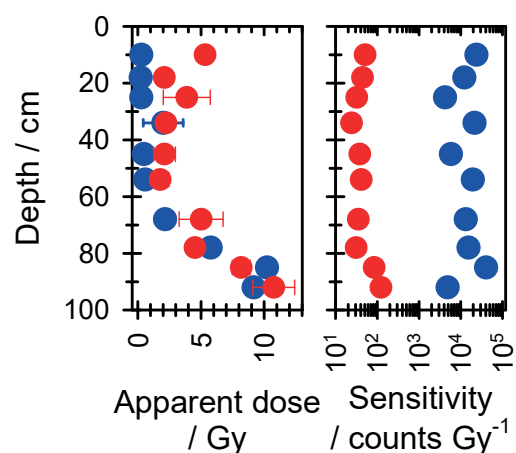 0
20
40
60
80
100
Depth / cm
0 5 10
10¹ 10² 10³ 10⁴ 10⁵
Apparent dose
/ Gy
Sensitivity
/ counts Gy⁻¹